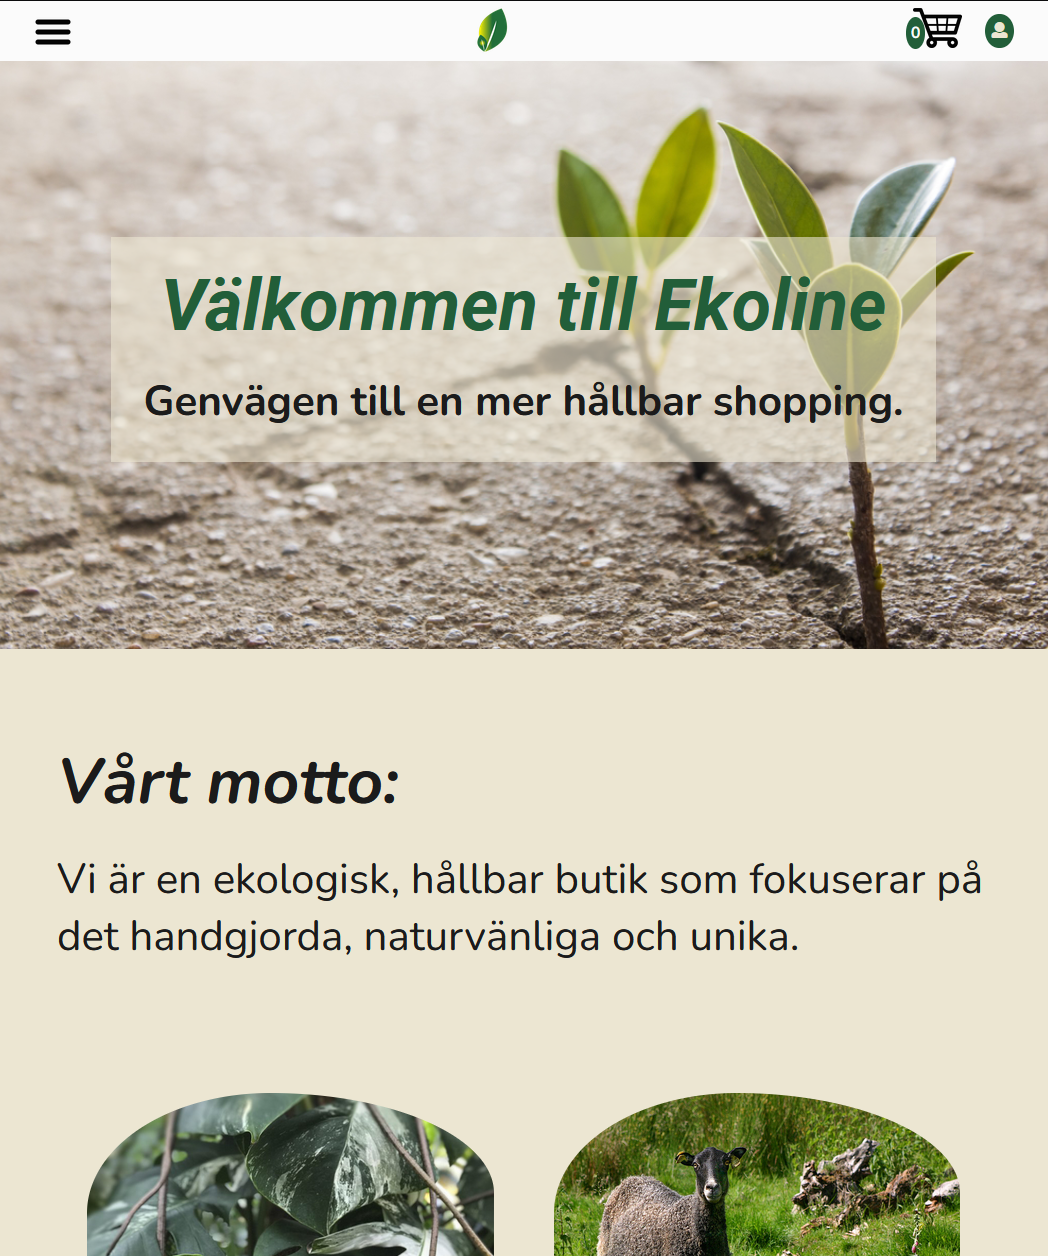 0
Välkommen till Ekoline
Genvägen till en mer hållbar shopping.
Vårt motto:
Vi är en ekologisk, hållbar butik som fokuserar på
det handgjorda, naturvänliga och unika.